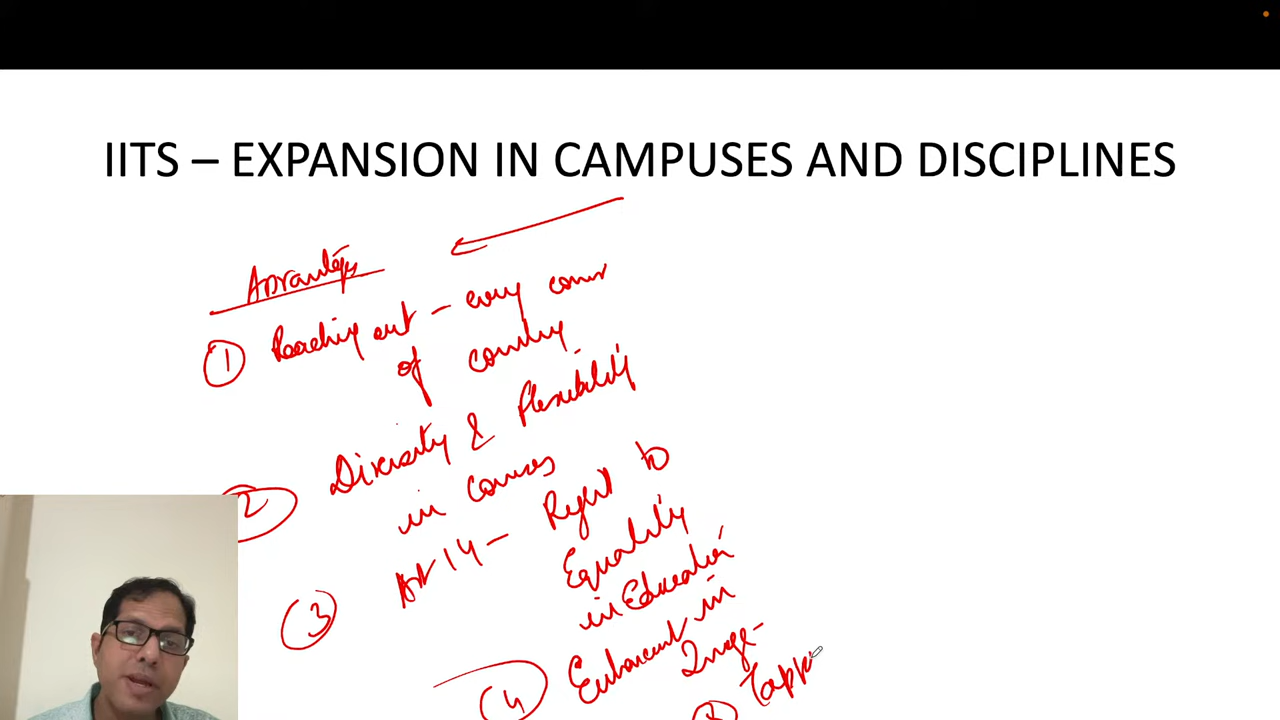 IITS – EXPANSION IN CAMPUSES AND DISCIPLINES
Advantages
① Reaching out – every corner
of country
② Diversity & Flexibility
in courses
③ Art 14 – Right to
Equality
in Education
④ Enhancement in
Image –
Tappi